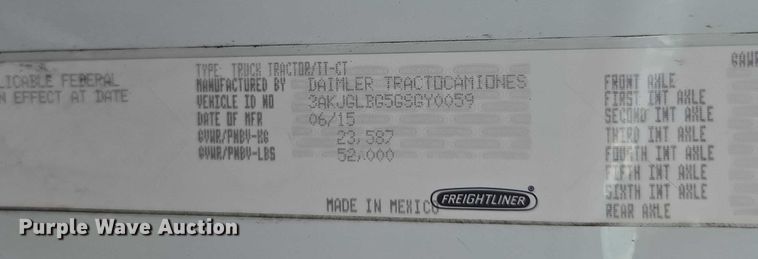 TYPE: TRUCK TRACTOR/TT-CT
LICABLE FEDERAL
N EFFECT AT DATE
MANUFACTURED BY DAIMLER TRACTOCAMIONES
VEHICLE ID NO 3AKJGLBG5GSGY0059
DATE OF MFR 06/15
GVWR/PNBV-KG 23,587
GVWR/PNBV-LBS 52,000
MADE IN MEXICO FREIGHTLINER
GAWR
FRONT AXLE
FIRST INT AXLE
SECOND INT AXLE
THIRD INT AXLE
FOURTH INT AXLE
FIFTH INT AXLE
SIXTH INT AXLE
REAR AXLE
Purple Wave Auction